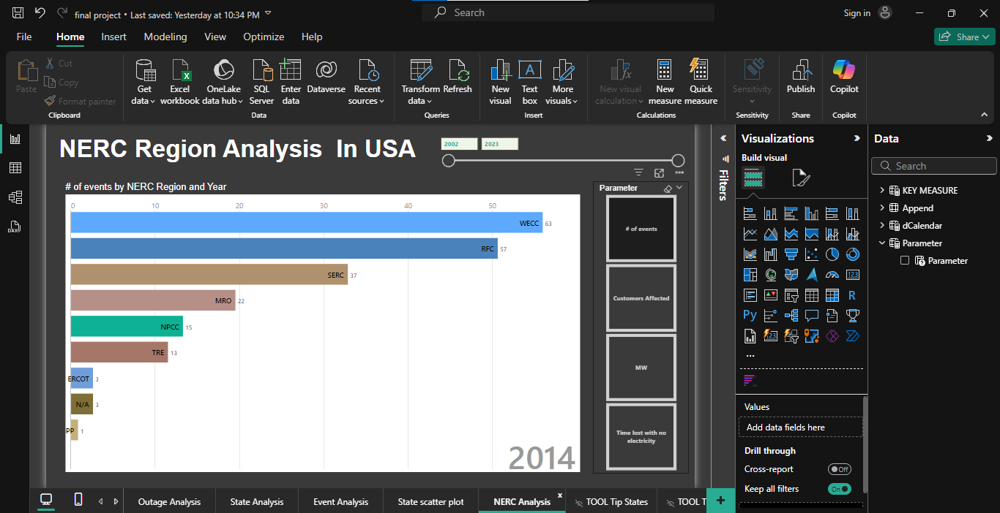 final project • Last saved: Yesterday at 10:34 PM
Search
Sign in
File Home Insert Modeling View Optimize Help
Share
Paste
Cut
Copy
Format painter
Clipboard
Get data
Excel workbook
OneLake data hub
SQL Server
Enter data
Dataverse
Recent sources
Data
Transform data
Refresh
Queries
New visual
Text box
More visuals
Insert
New visual calculation
New measure
Quick measure
Calculations
Sensitivity
Sensitivity
Publish
Share
Copilot
Copilot
NERC Region Analysis In USA
2002
2023
# of events by NERC Region and Year
0 10 20 30 40 50
WECC 63
RFC 57
SERC 37
MRO 22
NPCC 15
TRE 13
ERCOT 3
N/A 3
PP 1
2014
Parameter
# of events
Customers Affected
MW
Time lost with no
electricity
Filters
Visualizations
Build visual
123
R
Py
123
...
Values
Add data fields here
Drill through
Cross-report
Off
Keep all filters
On
Data
Search
KEY MEASURE
Append
dCalendar
Parameter
Parameter
DAX
Outage Analysis
State Analysis
Event Analysis
State scatter plot
NERC Analysis
x
TOOL Tip States
TOOL T
+